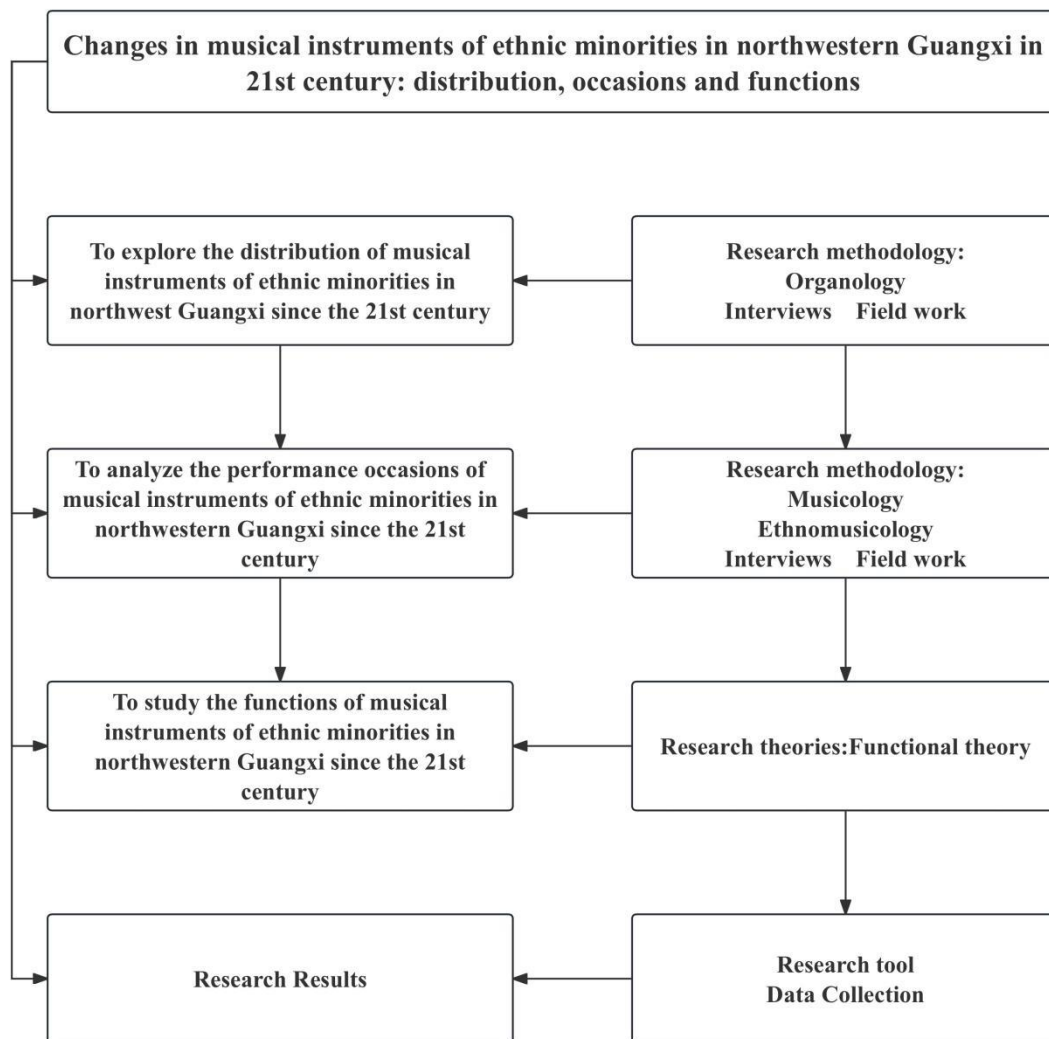 Changes in musical instruments of ethnic minorities in northwestern Guangxi in
21st century: distribution, occasions and functions
To explore the distribution of musical
instruments of ethnic minorities in
northwest Guangxi since the 21st century
Research methodology:
Organology
Interviews    Field work
To analyze the performance occasions of
musical instruments of ethnic minorities in
northwestern Guangxi since the 21st
century
Research methodology:
Musicology
Ethnomusicology
Interviews    Field work
To study the functions of musical
instruments of ethnic minorities in
northwestern Guangxi since the 21st
century
Research theories:Functional theory
Research Results
Research tool
Data Collection